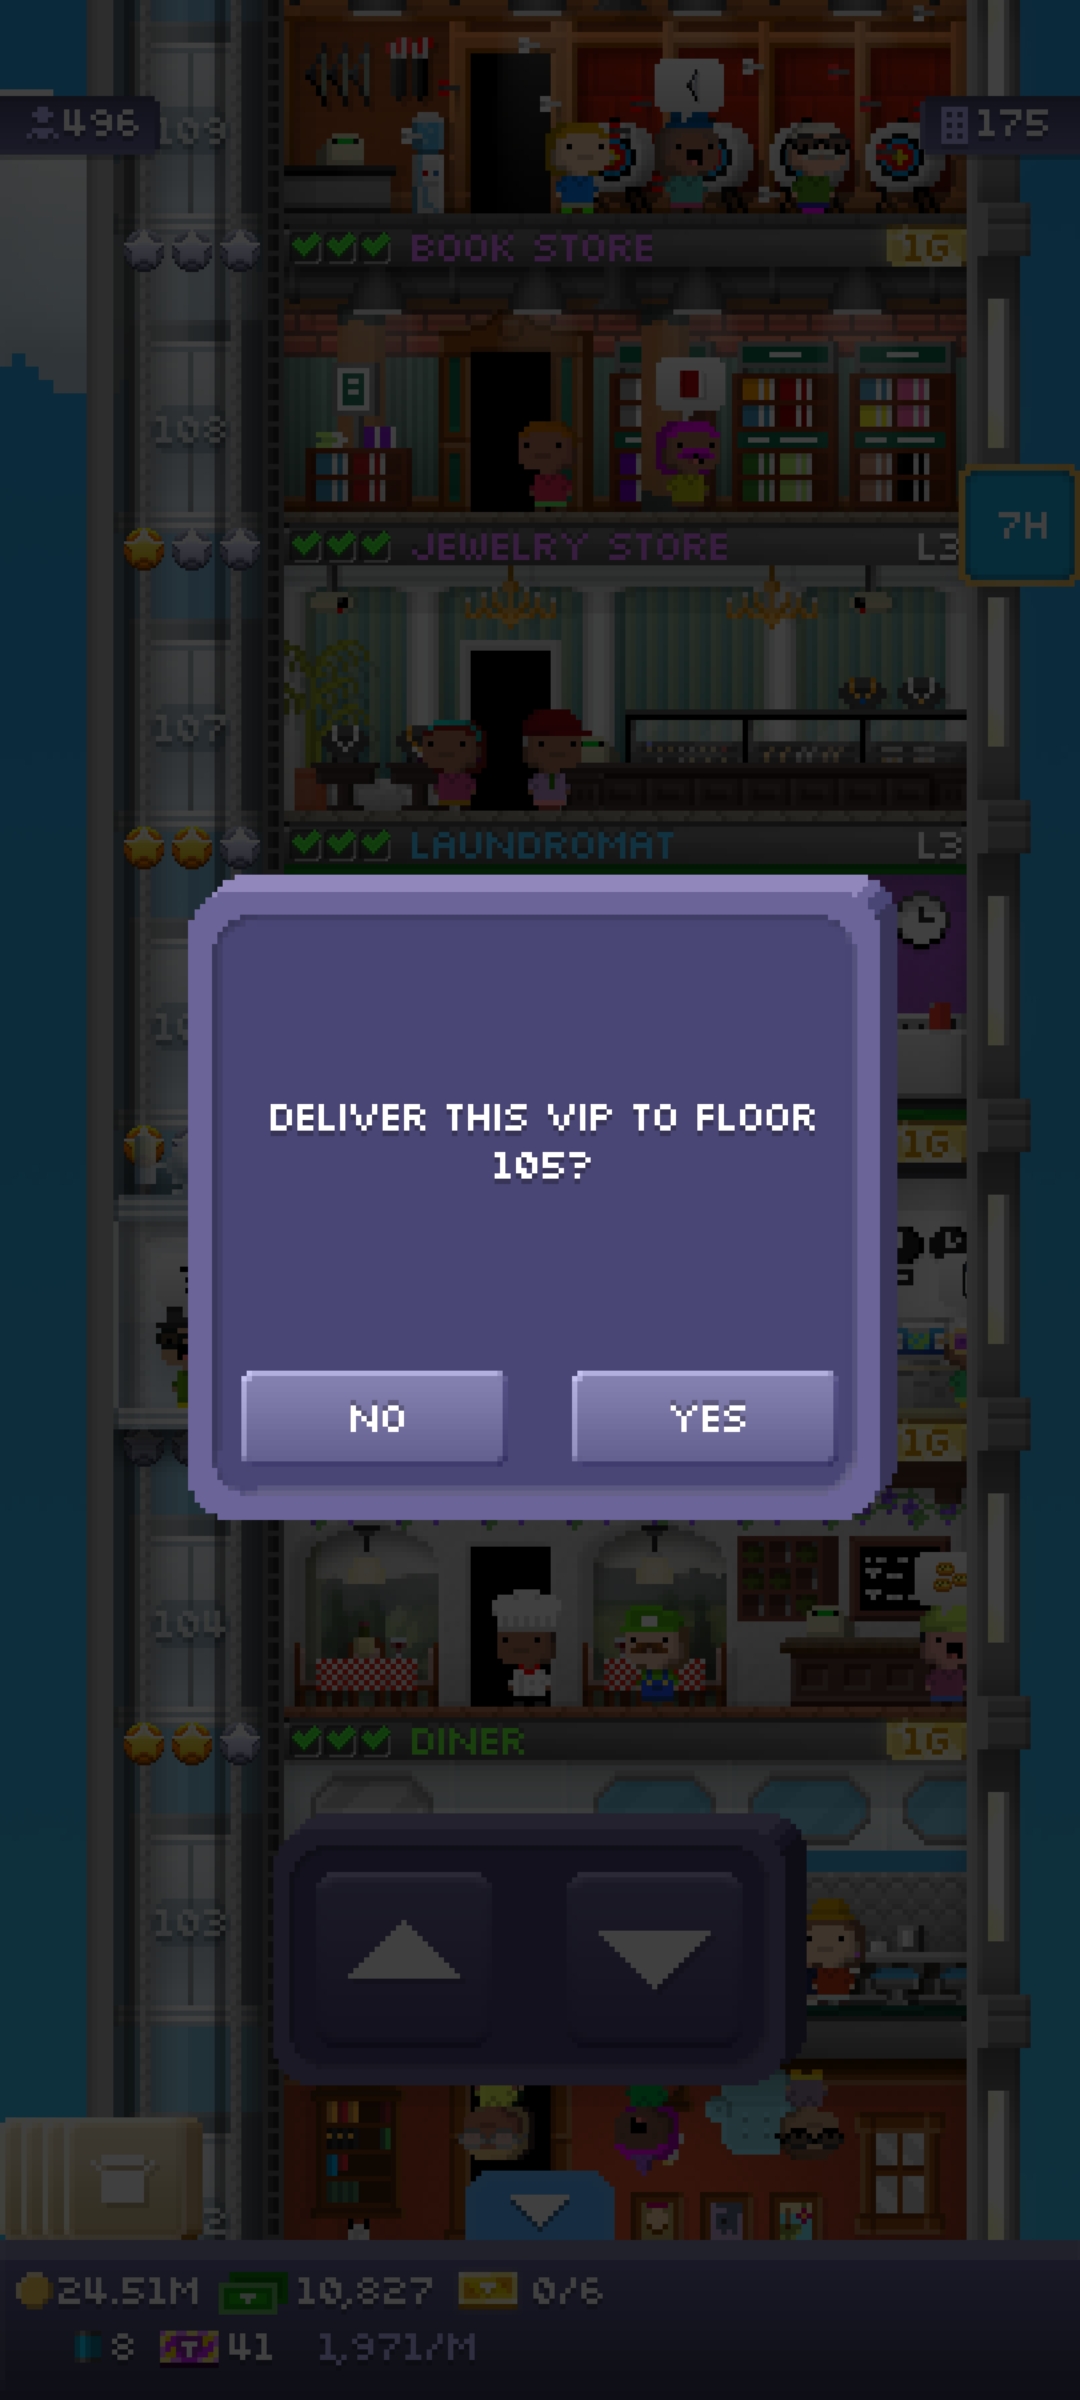 109
496
175
BOOK STORE
1G
108
JEWELRY STORE
L3
7H
107
LAUNDROMAT
L3
DELIVER THIS VIP TO FLOOR
105?
1G
NO
YES
1G
104
DINER
1G
103
24.51M
10,827
0/6
8
41
1,971/M